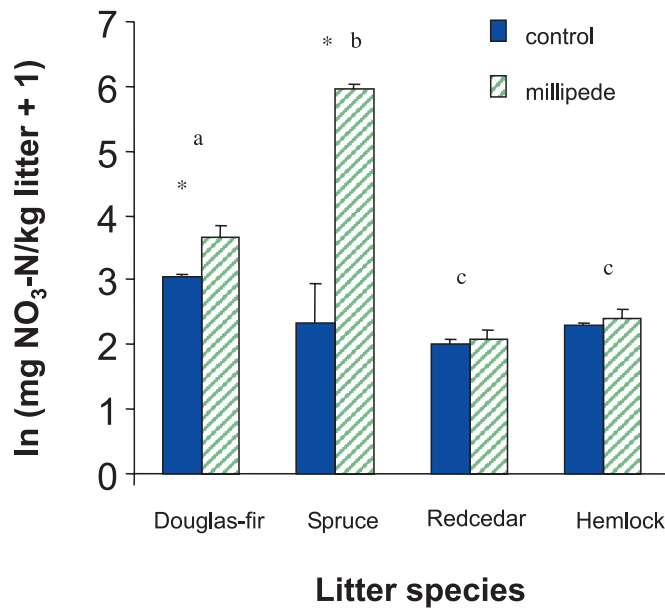 ln (mg NO₃-N/kg litter + 1)
7
6
5
4
3
2
1
0
* b
a
*
c
c
control
millipede
Douglas-fir Spruce Redcedar Hemlock
Litter species